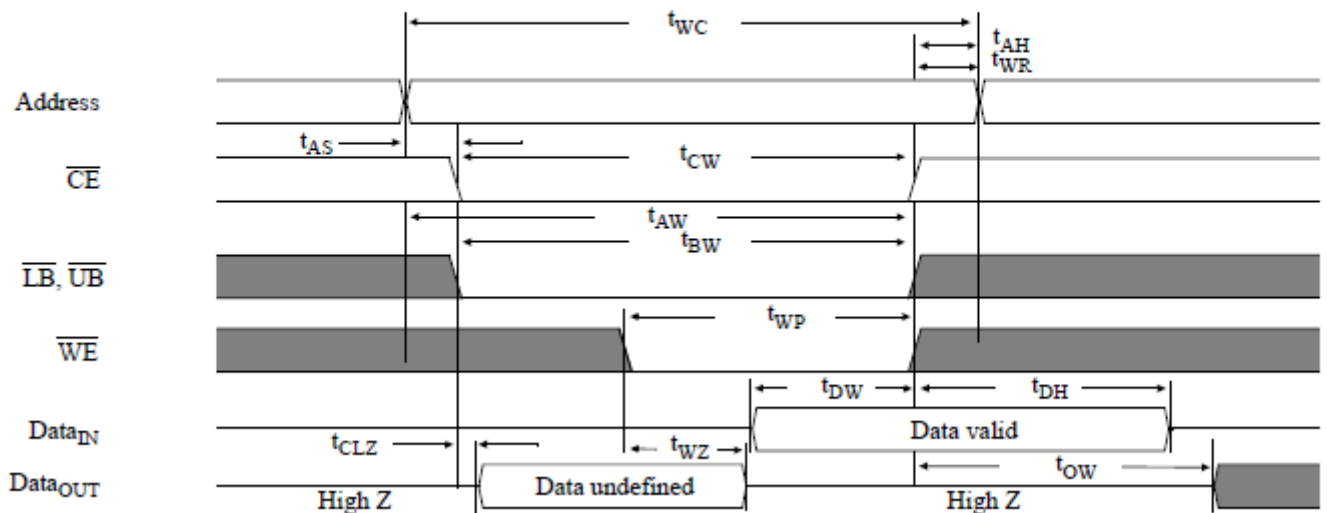 tWC
tAH
tWR
Address
tAS
tCW
CE
tAW
tBW
LB, UB
tWP
WE
tDW
tDH
DataIN
Data valid
tCLZ
tWZ
tOW
DataOUT
Data undefined
High Z
High Z